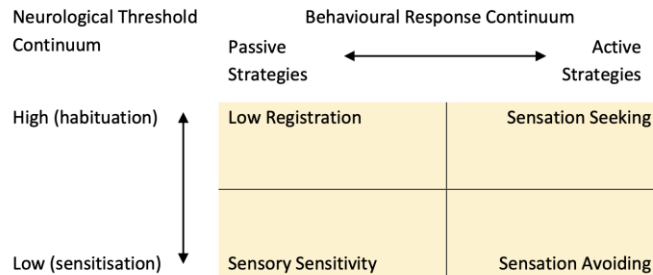 Neurological Threshold
Continuum
Behavioural Response Continuum
Passive
Strategies
Active
Strategies
High (habituation)
Low Registration
Sensation Seeking
Low (sensitisation)
Sensory Sensitivity
Sensation Avoiding